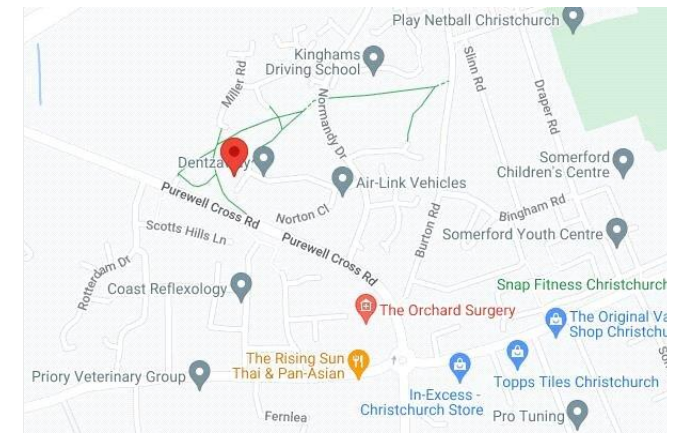 Play Netball Christchurch
Kinghams
Driving School
Miller Rd
Normandy Dr
Slinn Rd
Draper Rd
Air-Link Vehicles
Somerford
Children's Centre
Purewell Cross Rd
Norton Cl
Scotts Hills Ln
Purewell Cross Rd
Burton Rd
Bingham Rd
Somerford Youth Centre
Rotterdam Dr
Coast Reflexology
Snap Fitness Christchurch
The Orchard Surgery
The Original
Shop
The Rising Sun
Thai & Pan-Asian
Priory Veterinary Group
In-Excess -
Christchurch Store
Topps Tiles Christchurch
Fernlea
Pro Tuning